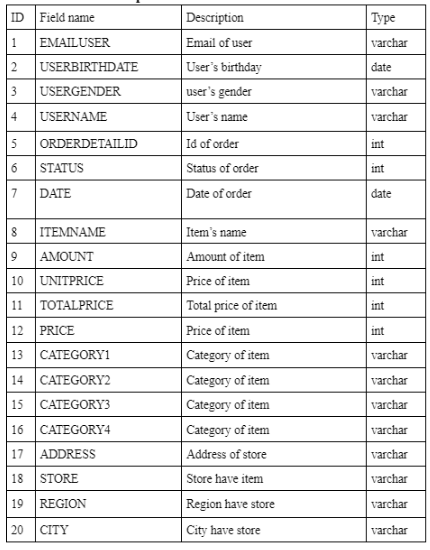 ID Field name Description Type
1 EMAILUSER Email of user varchar
2 USERBIRTHDATE User's birthday date
3 USERGENDER user's gender varchar
4 USERNAME User's name varchar
5 ORDERDETAILID Id of order int
6 STATUS Status of order int
7 DATE Date of order date
8 ITEMNAME Item's name varchar
9 AMOUNT Amount of item int
10 UNITPRICE Price of item int
11 TOTALPRICE Total price of item int
12 PRICE Price of item int
13 CATEGORY1 Category of item varchar
14 CATEGORY2 Category of item varchar
15 CATEGORY3 Category of item varchar
16 CATEGORY4 Category of item varchar
17 ADDRESS Address of store varchar
18 STORE Store have item varchar
19 REGION Region have store varchar
20 CITY City have store varchar